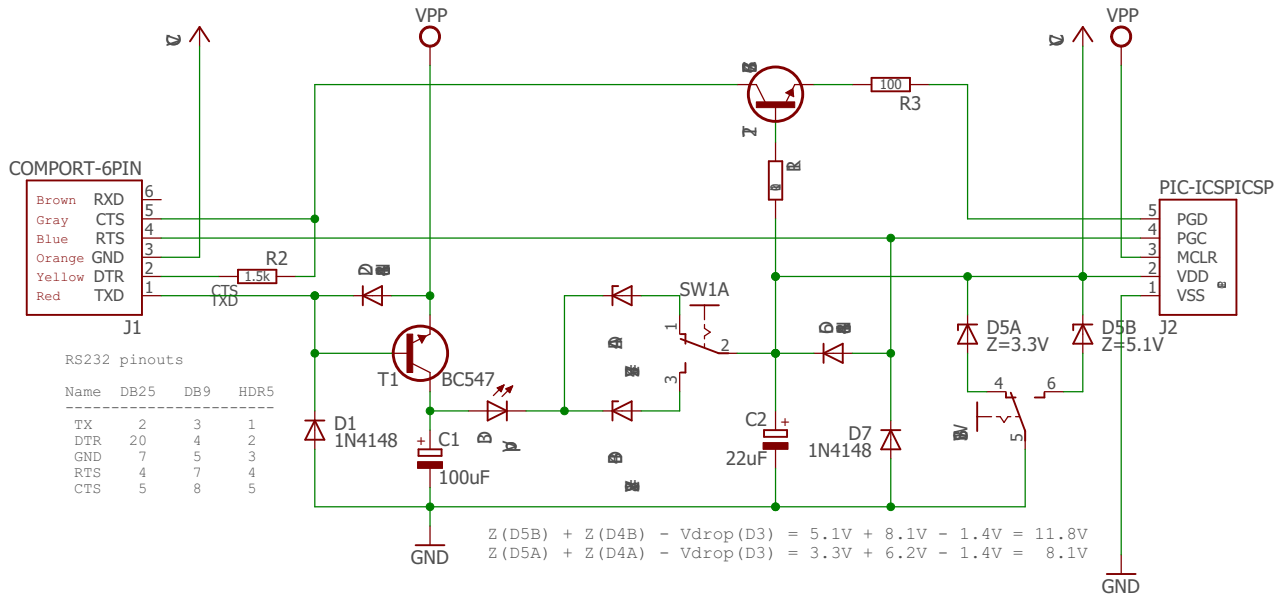 VPP
VPP
100
R3
COMPORT-6PIN
Brown RXD 6
Gray CTS 5
Blue RTS 4
Orange GND 3
Yellow DTR 2
Red TXD 1
J1
R2
1.5k
CTS
TXD
PIC-ICSPICSP
5 PGD
4 PGC
3 MCLR
2 VDD
1 VSS
J2
SW1A
1
2
3
D5A
Z=3.3V
D5B
Z=5.1V
4
6
5
T1
BC547
D1
1N4148
C1
100uF
C2
22uF
D7
1N4148
RS232 pinouts
Name DB25 DB9 HDR5
TX 2 3 1
DTR 20 4 2
GND 7 5 3
RTS 4 7 4
CTS 5 8 5
Z(D5B) + Z(D4B) - Vdrop(D3) = 5.1V + 8.1V - 1.4V = 11.8V
Z(D5A) + Z(D4A) - Vdrop(D3) = 3.3V + 6.2V - 1.4V = 8.1V
GND
GND